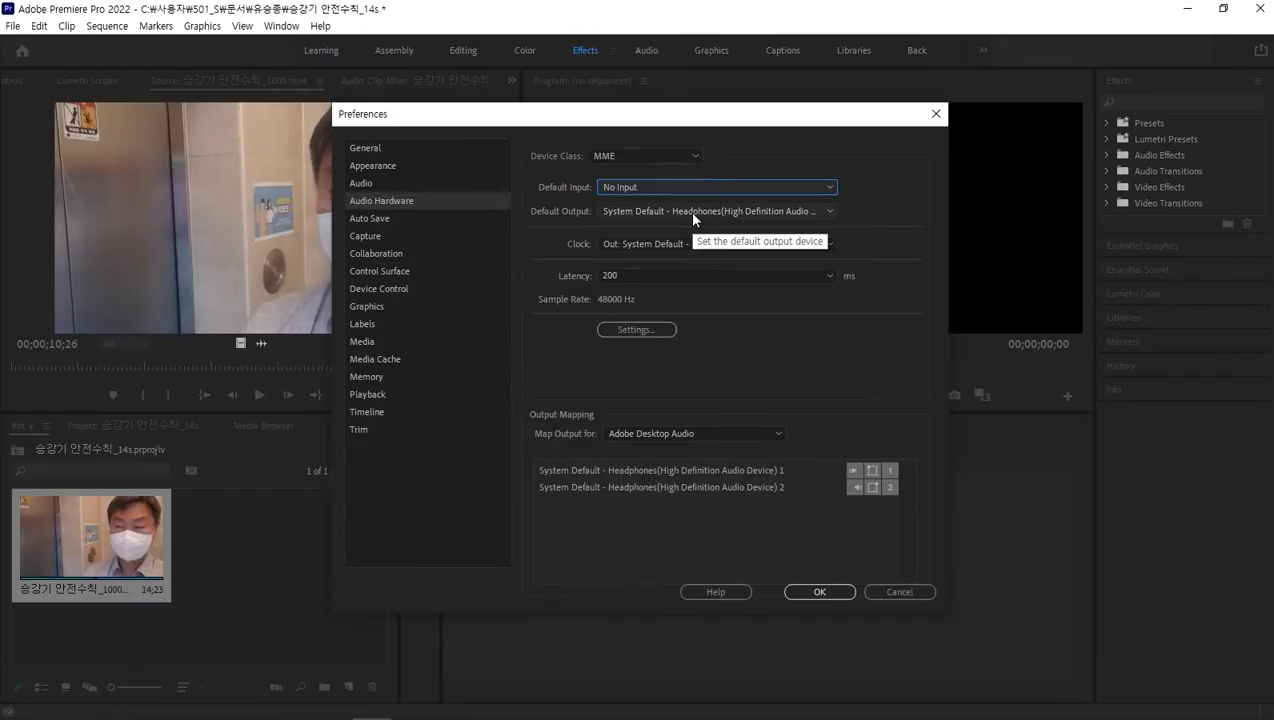 Adobe Premiere Pro 2022 - C:₩사용자₩501_S₩문서₩유승종₩승강기 안전수칙_14s *
File Edit Clip Sequence Markers Graphics View Window Help
Learning Assembly Editing Color Effects Audio Graphics Captions Libraries Back
Lumetri Scopes Source: 승강기 안전수칙_1000.mp4 Audio Clip Mixer: 승강기 안전수칙 Program: (no sequences) Effects
Preferences
General
Appearance
Audio
Audio Hardware
Auto Save
Capture
Collaboration
Control Surface
Device Control
Graphics
Labels
Media
Media Cache
Memory
Playback
Timeline
Trim
Device Class: MME
Default Input: No Input
Default Output: System Default - Headphones(High Definition Audio ...
Set the default output device
Clock: Out: System Default -
Latency: 200 ms
Sample Rate: 48000 Hz
Settings...
Output Mapping
Map Output for: Adobe Desktop Audio
System Default - Headphones(High Definition Audio Device) 1 1
System Default - Headphones(High Definition Audio Device) 2 2
Help OK Cancel
Presets
Lumetri Presets
Audio Effects
Audio Transitions
Video Effects
Video Transitions
Essential Graphics
Essential Sound
Lumetri Color
Libraries
Markers
History
Info
00;00;10;26 Fit 00;00;00;00
Bin Project: 승강기 안전수칙_14s Media Browser
승강기 안전수칙_14s.prproj₩
1 of 1
승강기 안전수칙_1000... 14;23